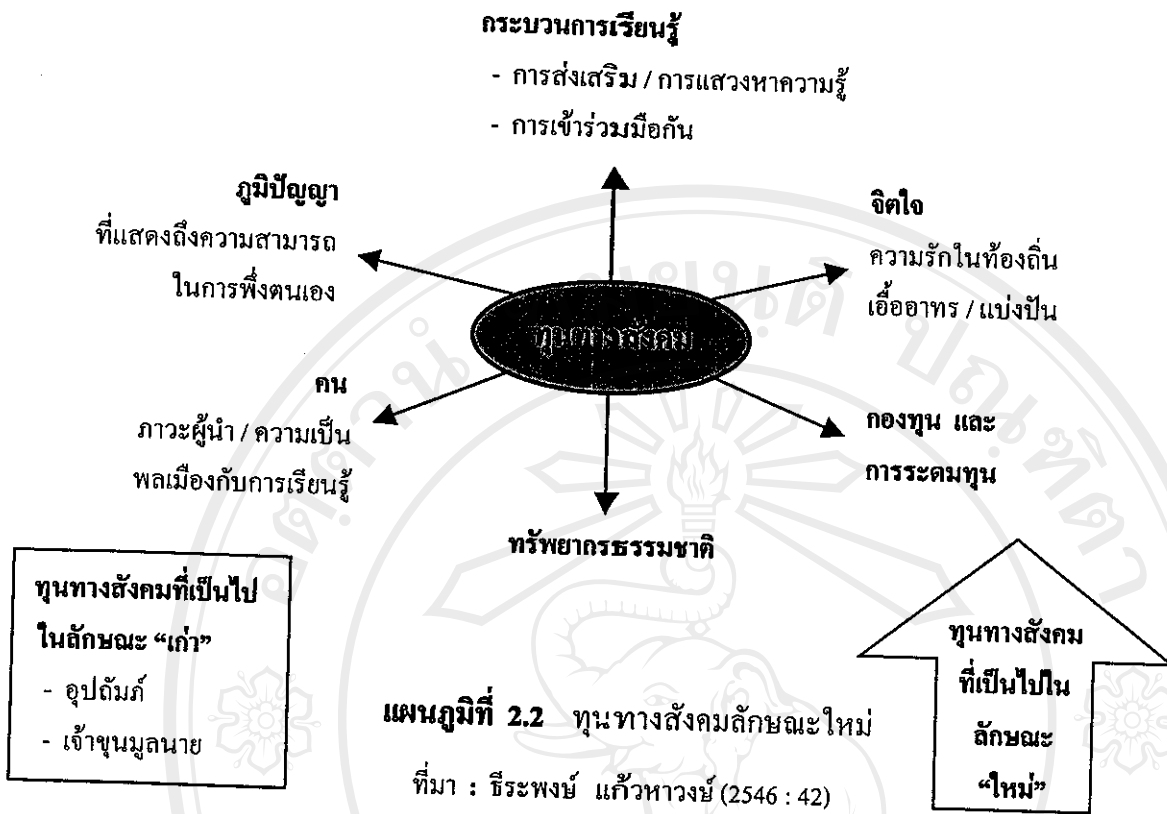 กระบวนการเรียนรู้
- การส่งเสริม / การแสวงหาความรู้
- การเข้าร่วมมือกัน
ภูมิปัญญา
ที่แสดงถึงความสามารถ
ในการพึ่งตนเอง
จิตใจ
ความรักในท้องถิ่น
เอื้ออาทร / แบ่งปัน
ทุนทางสังคม
คน
ภาวะผู้นำ / ความเป็น
พลเมืองกับการเรียนรู้
กองทุน และ
การระดมทุน
ทรัพยากรธรรมชาติ
ทุนทางสังคมที่เป็นไป
ในลักษณะ “เก่า”
- อุปถัมภ์
- เจ้าขุนมูลนาย
ทุนทางสังคม
ที่เป็นไปใน
ลักษณะ
“ใหม่”
แผนภูมิที่ 2.2 ทุนทางสังคมลักษณะใหม่
ที่มา : ธีระพงษ์ แก้วหาวงษ์ (2546 : 42)